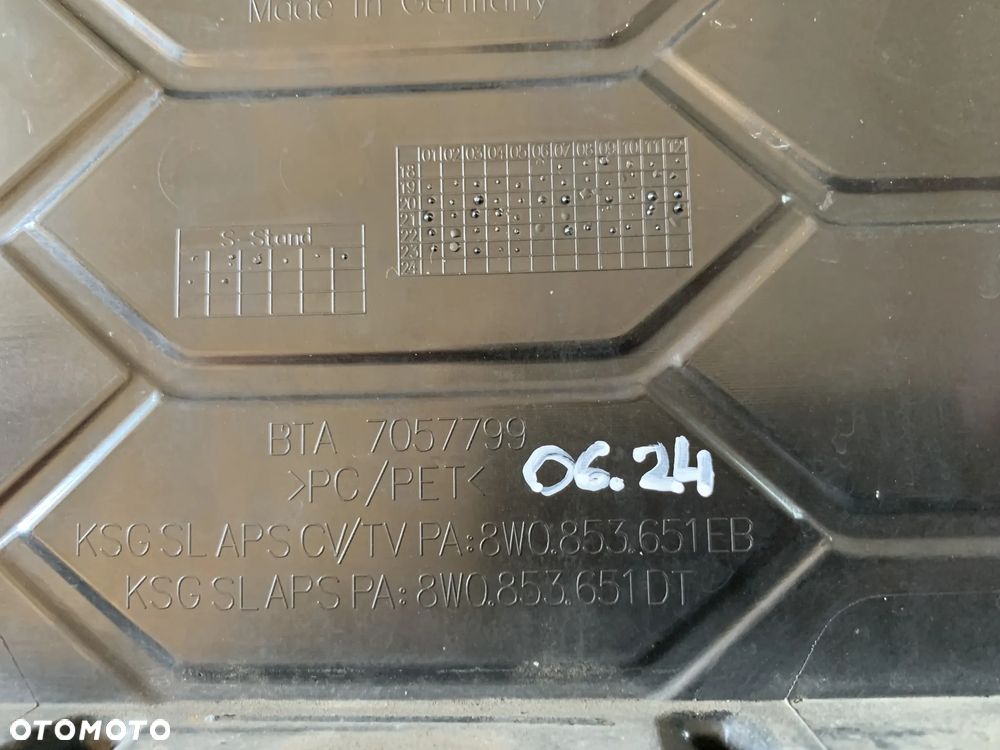 Made in Germany
01 02 03 04 05 06 07 08 09 10 11 12
18
19
20
21
22
23
24
S-Stand
BTA 7057799
>PC/PET<
06.24
KSG SL APS CV/TV PA: 8W0.853.651EB
KSG SL APS PA: 8W0.853.651DT
OTOMOTO